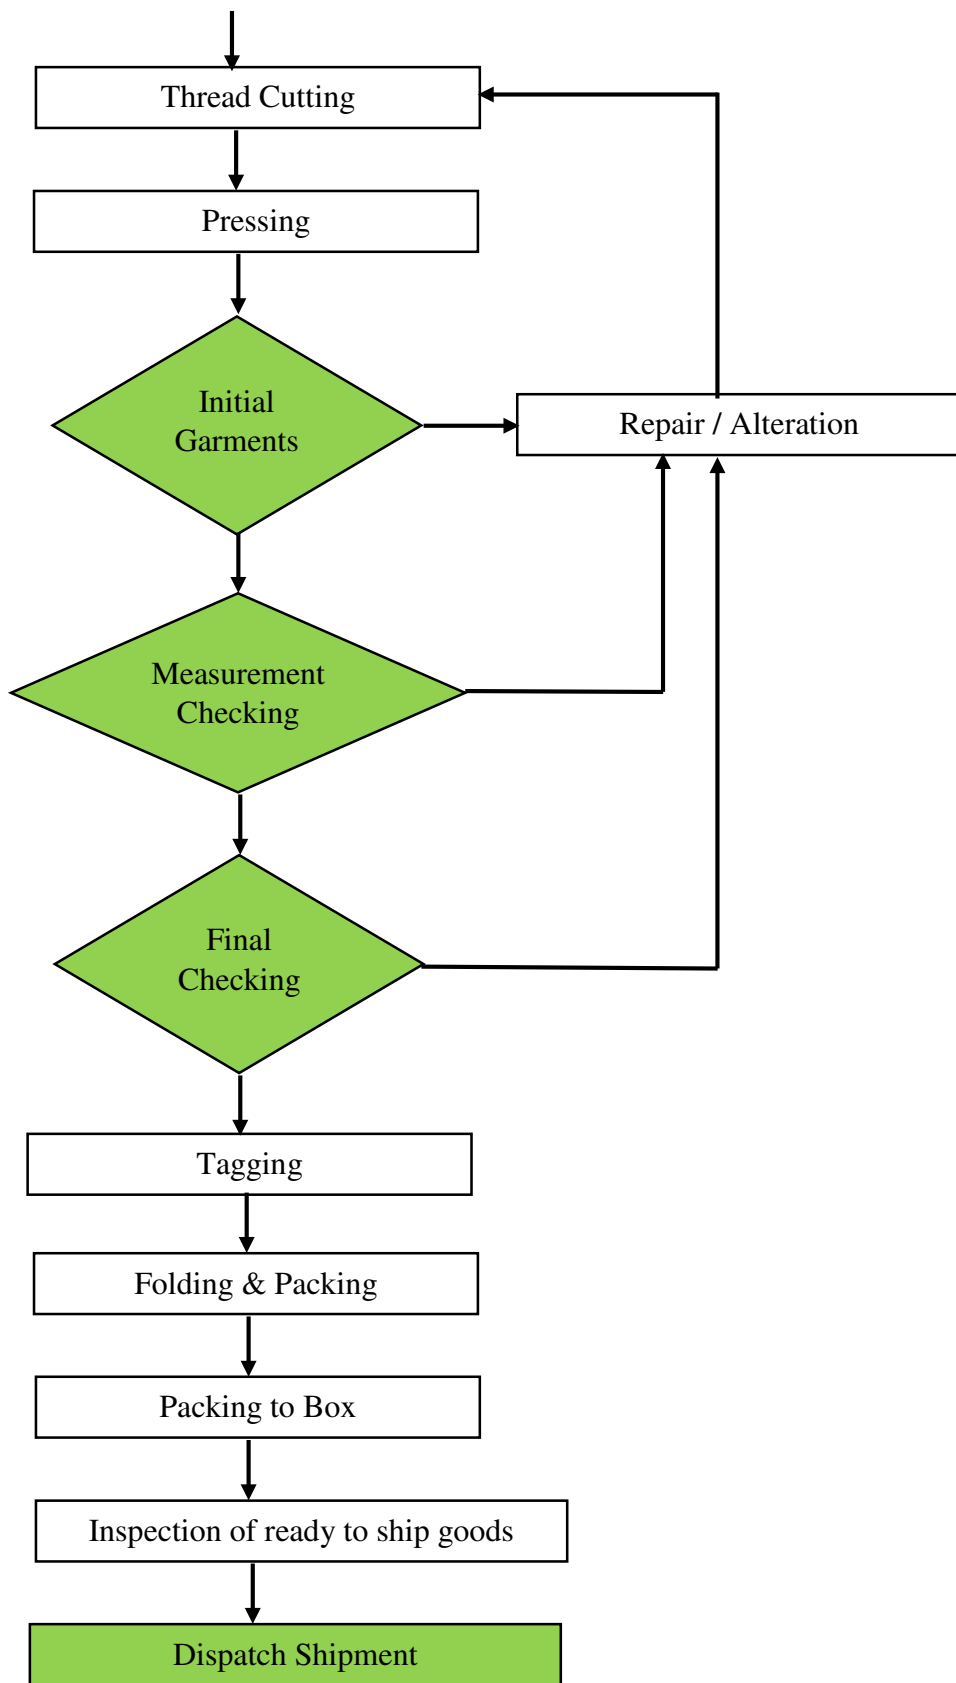 Thread Cutting
Pressing
Initial
Garments
Repair / Alteration
Measurement
Checking
Final
Checking
Tagging
Folding & Packing
Packing to Box
Inspection of ready to ship goods
Dispatch Shipment